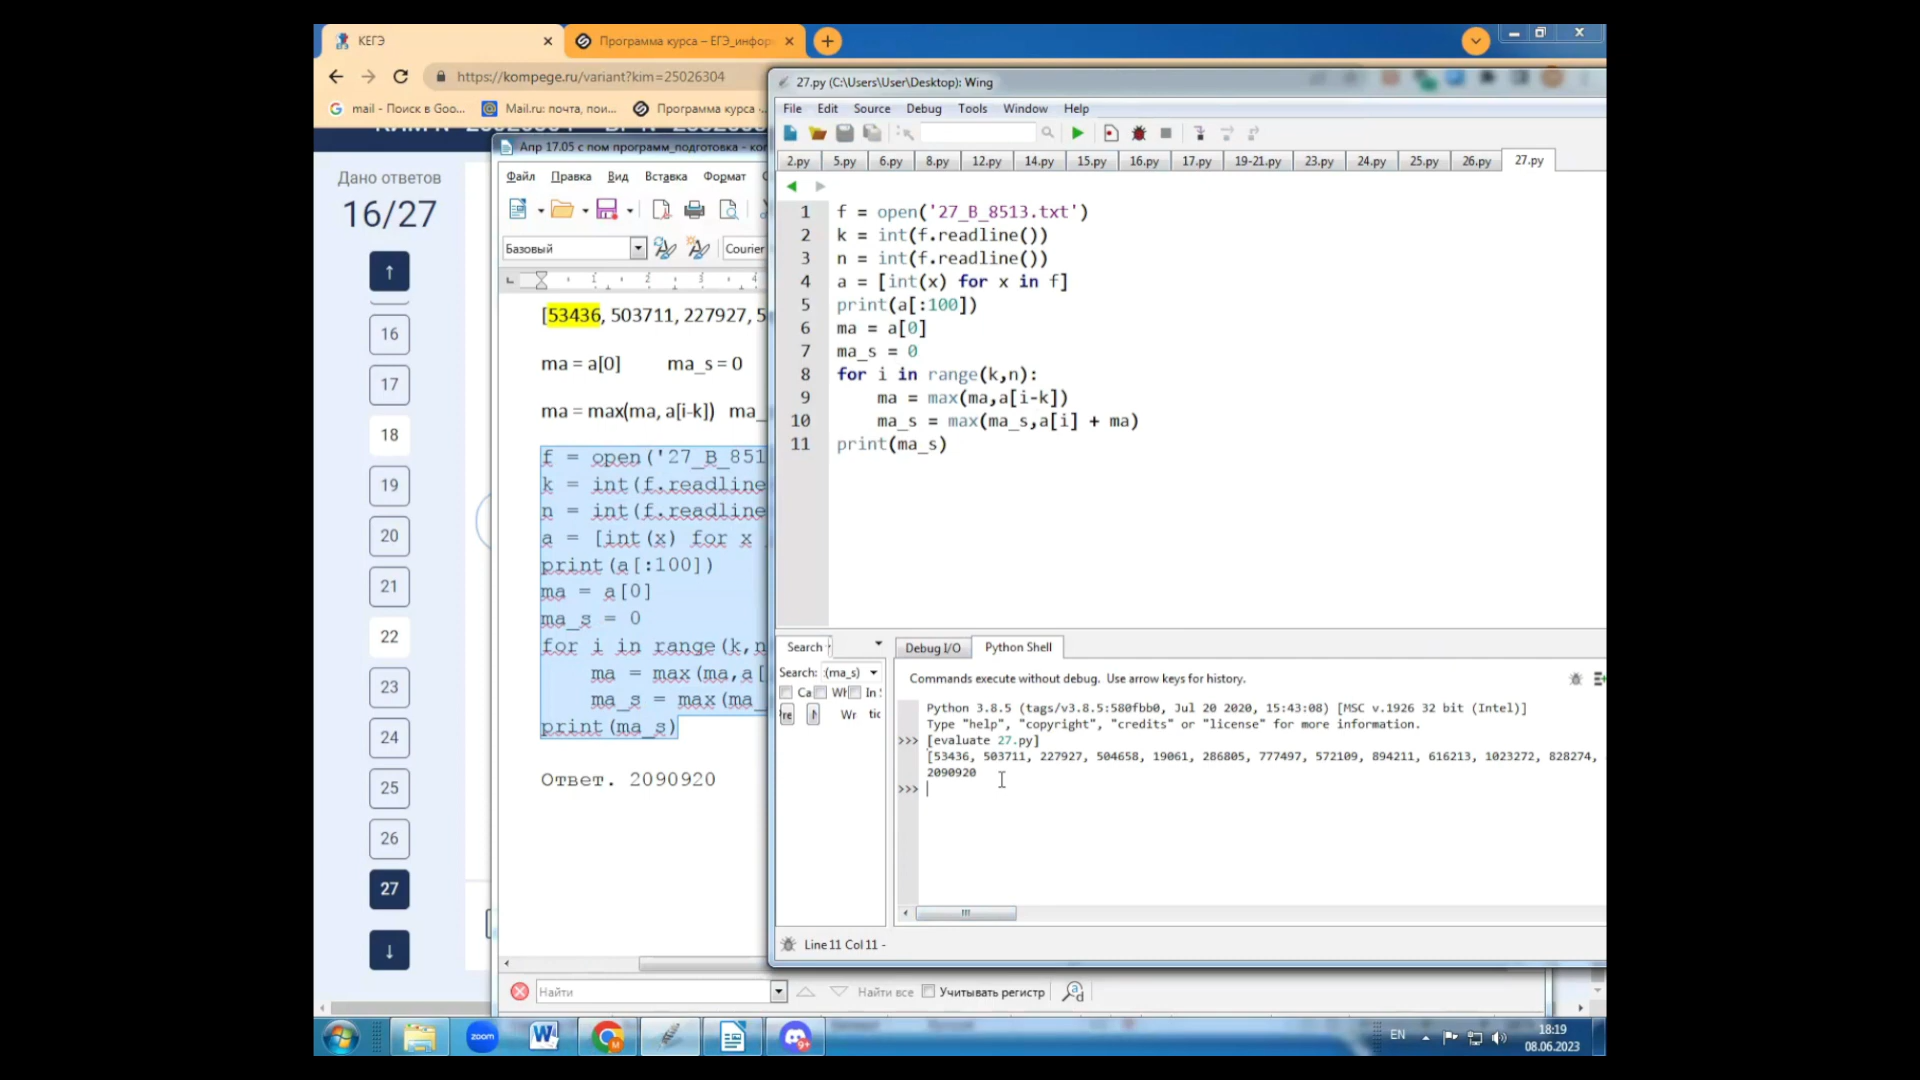 КЕГЭ
Программа курса – ЕГЭ_инфор
https://kompege.ru/variant?kim=25026304
mail - Поиск в Goo...
Mail.ru: почта, пои...
Программа курса
Дано ответов
16/27
16
17
18
19
20
21
22
23
24
25
26
27
Апр 17.05 с пом программ_подготовка - ко
Файл Правка Вид Вставка Формат
Базовый
Courier
[53436, 503711, 227927, 5
ma = a[0] ma_s = 0
ma = max(ma, a[i-k]) ma_
f = open('27_B_851
k = int(f.readline
n = int(f.readline
a = [int(x) for x
print(a[:100])
ma = a[0]
ma_s = 0
for i in range(k,n
ma = max(ma,a[
ma_s = max(ma_
print(ma_s)
Ответ. 2090920
Найти
Найти все
Учитывать регистр
27.py (C:\Users\User\Desktop): Wing
File Edit Source Debug Tools Window Help
2.py 5.py 6.py 8.py 12.py 14.py 15.py 16.py 17.py 19-21.py 23.py 24.py 25.py 26.py 27.py
1 f = open('27_B_8513.txt')
2 k = int(f.readline())
3 n = int(f.readline())
4 a = [int(x) for x in f]
5 print(a[:100])
6 ma = a[0]
7 ma_s = 0
8 for i in range(k,n):
9 ma = max(ma,a[i-k])
10 ma_s = max(ma_s,a[i] + ma)
11 print(ma_s)
Search
Search: :(ma_s)
Ca Wh In S
re Wr tic
Debug I/O Python Shell
Commands execute without debug. Use arrow keys for history.
Python 3.8.5 (tags/v3.8.5:580fbb0, Jul 20 2020, 15:43:08) [MSC v.1926 32 bit (Intel)]
Type "help", "copyright", "credits" or "license" for more information.
>>> [evaluate 27.py]
[53436, 503711, 227927, 504658, 19061, 286805, 777497, 572109, 894211, 616213, 1023272, 828274,
2090920
>>>
Line 11 Col 11 -
zoom
EN
18:19
08.06.2023